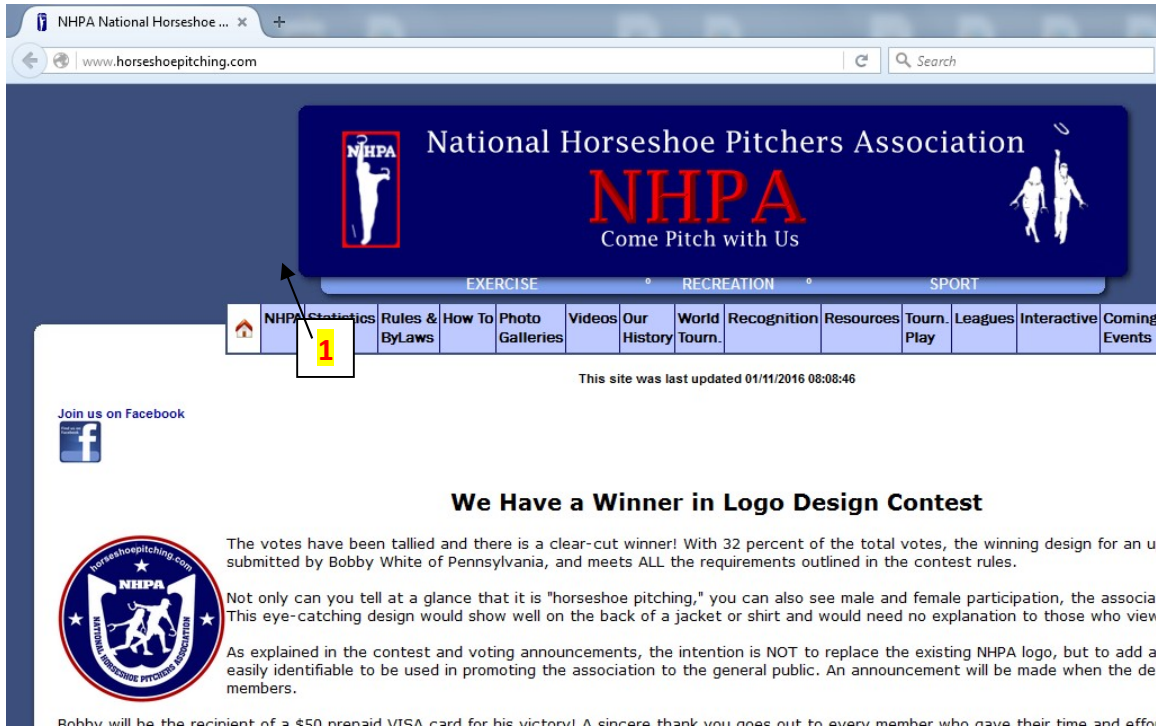 NHPA National Horseshoe ...
www.horseshoepitching.com
Search
NHPA
National Horseshoe Pitchers Association
NHPA
Come Pitch with Us
EXERCISE ° RECREATION ° SPORT
NHPA Statistics Rules & ByLaws How To Photo Galleries Videos Our History World Tourn. Recognition Resources Tourn. Play Leagues Interactive Coming Events
1
This site was last updated 01/11/2016 08:08:46
Join us on Facebook
Find us on Facebook
We Have a Winner in Logo Design Contest
horseshoepitching.com
NHPA
NATIONAL HORSESHOE PITCHERS ASSOCIATION
The votes have been tallied and there is a clear-cut winner! With 32 percent of the total votes, the winning design for an u
submitted by Bobby White of Pennsylvania, and meets ALL the requirements outlined in the contest rules.
Not only can you tell at a glance that it is "horseshoe pitching," you can also see male and female participation, the associa
This eye-catching design would show well on the back of a jacket or shirt and would need no explanation to those who view
As explained in the contest and voting announcements, the intention is NOT to replace the existing NHPA logo, but to add a
easily identifiable to be used in promoting the association to the general public. An announcement will be made when the de
members.
Bobby will be the recipient of a $50 prepaid VISA card for his victory! A sincere thank you goes out to every member who gave their time and effo